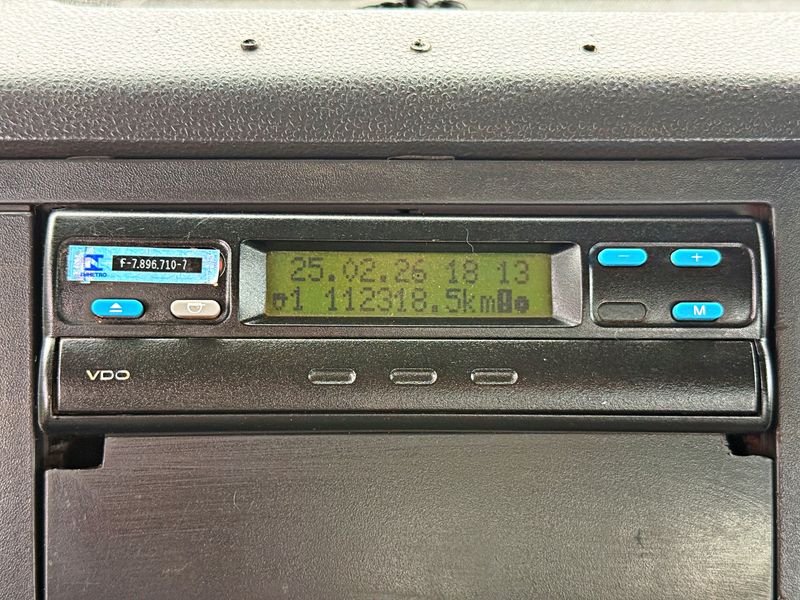 F-7.896.710-7
INMETRO
25.02.26 18 13
1 112318.5km
− +
M
VDO